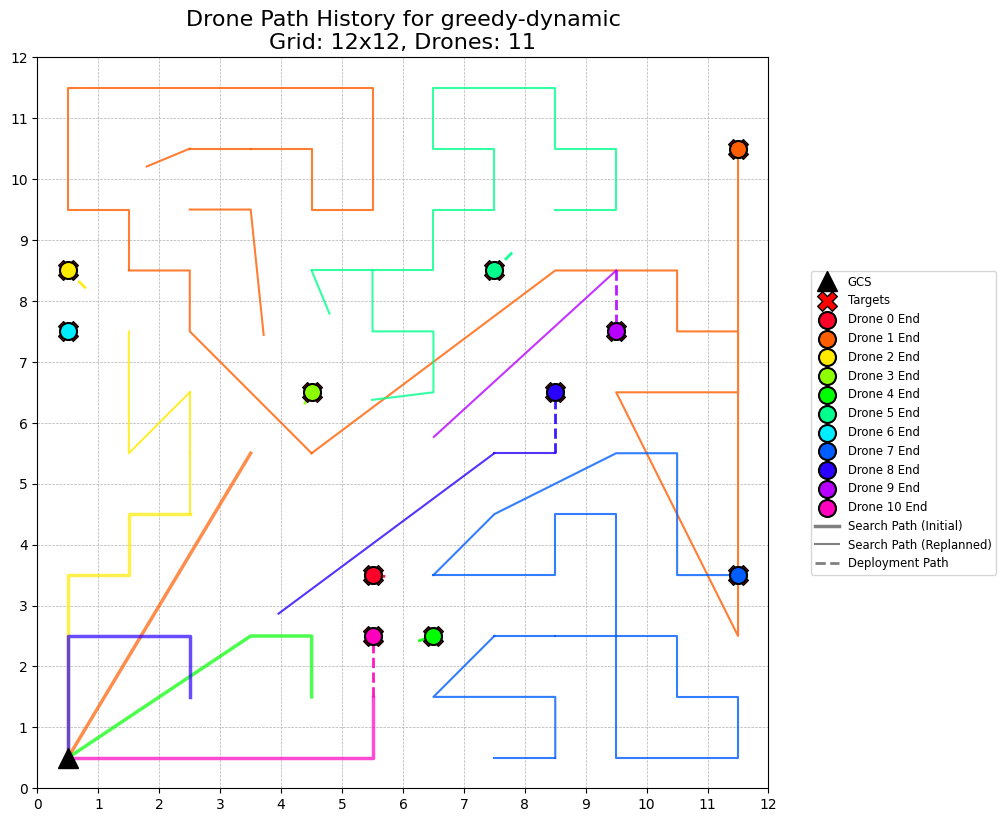 Drone Path History for greedy-dynamic
Grid: 12x12, Drones: 11
12
11
10
9
8
7
6
5
4
3
2
1
0
0 1 2 3 4 5 6 7 8 9 10 11 12
GCS
Targets
Drone 0 End
Drone 1 End
Drone 2 End
Drone 3 End
Drone 4 End
Drone 5 End
Drone 6 End
Drone 7 End
Drone 8 End
Drone 9 End
Drone 10 End
Search Path (Initial)
Search Path (Replanned)
Deployment Path